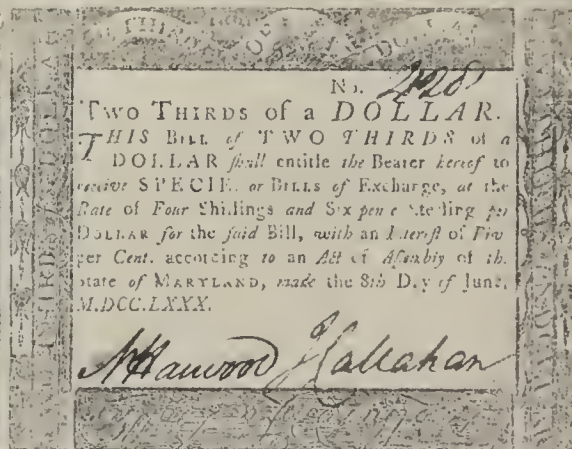 No. 2428
TWO THIRDS of a DOLLAR.
THIS BILL of TWO THIRDS of a
DOLLAR shall entitle the Bearer hereof to
receive SPECIE, or BILLS of Exchange, at the
Rate of Four Shillings and Six pence Sterling per
DOLLAR for the said Bill, with an Interest of Five
per Cent. according to an Act of Assembly of the
State of MARYLAND, made the 8th Day of June,
M.DCC.LXXX.
NHarwood JCallahan